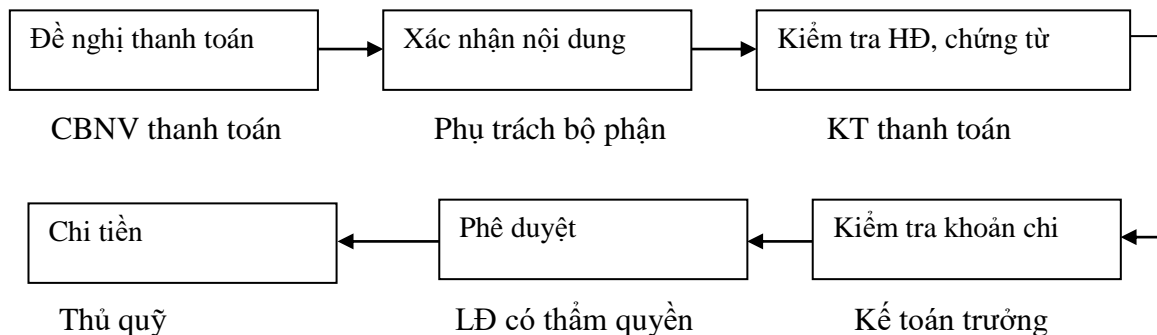 Đề nghị thanh toán
Xác nhận nội dung
Kiểm tra HĐ, chứng từ
CBNV thanh toán
Phụ trách bộ phận
KT thanh toán
Chi tiền
Phê duyệt
Kiểm tra khoản chi
Thủ quỹ
LĐ có thẩm quyền
Kế toán trưởng